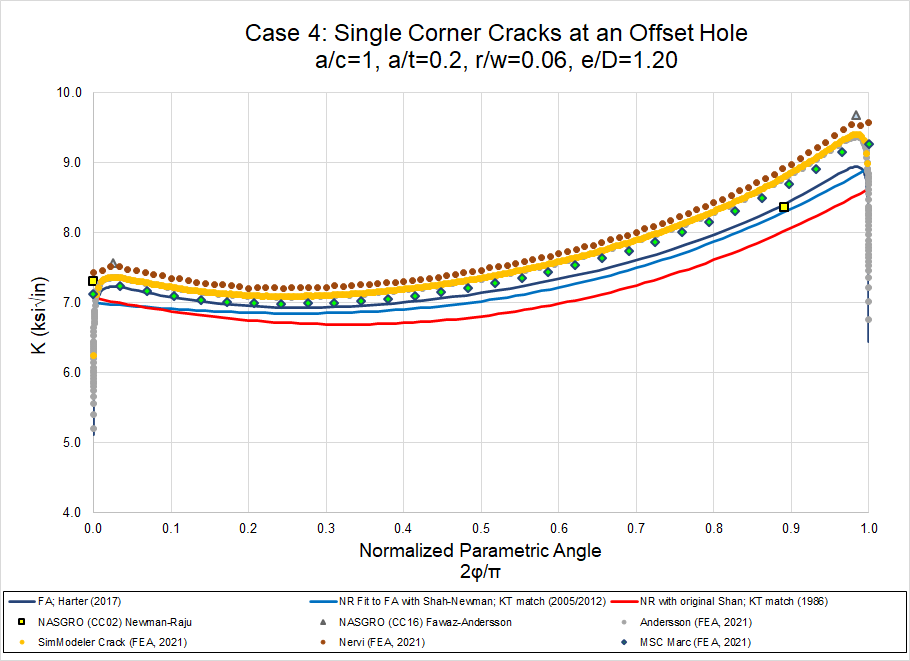 Case 4: Single Corner Cracks at an Offset Hole
a/c=1, a/t=0.2, r/w=0.06, e/D=1.20
10.0
9.0
8.0
7.0
6.0
5.0
4.0
K (ksi√in)
0.0 0.1 0.2 0.3 0.4 0.5 0.6 0.7 0.8 0.9 1.0
Normalized Parametric Angle
2φ/π
FA; Harter (2017) NR Fit to FA with Shah-Newman; KT match (2005/2012) NR with original Shan; KT match (1986)
NASGRO (CC02) Newman-Raju NASGRO (CC16) Fawaz-Andersson Andersson (FEA, 2021)
SimModeler Crack (FEA, 2021) Nervi (FEA, 2021) MSC Marc (FEA, 2021)